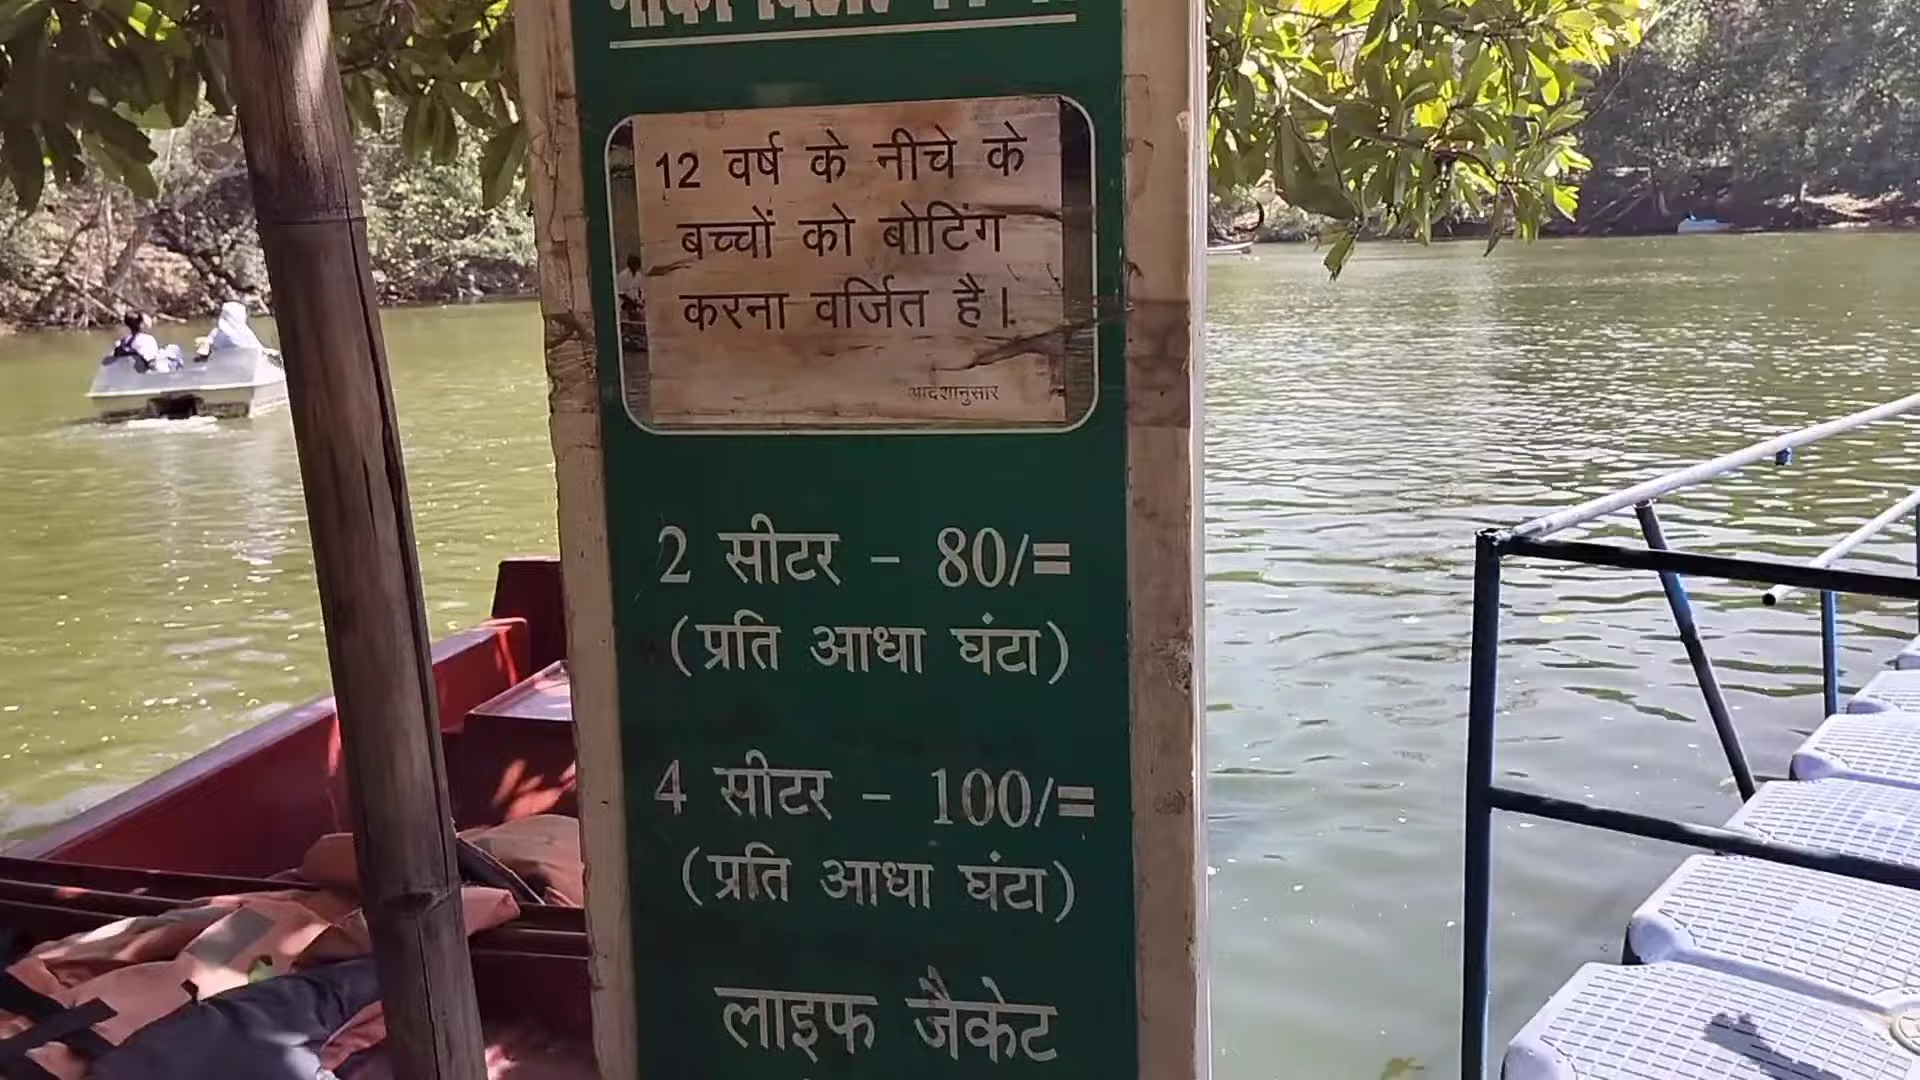 12 वर्ष के नीचे के
बच्चों को बोटिंग
करना वर्जित है।
आदेशानुसार
2 सीटर - 80/=
(प्रति आधा घंटा)
4 सीटर - 100/=
(प्रति आधा घंटा)
लाइफ जैकेट